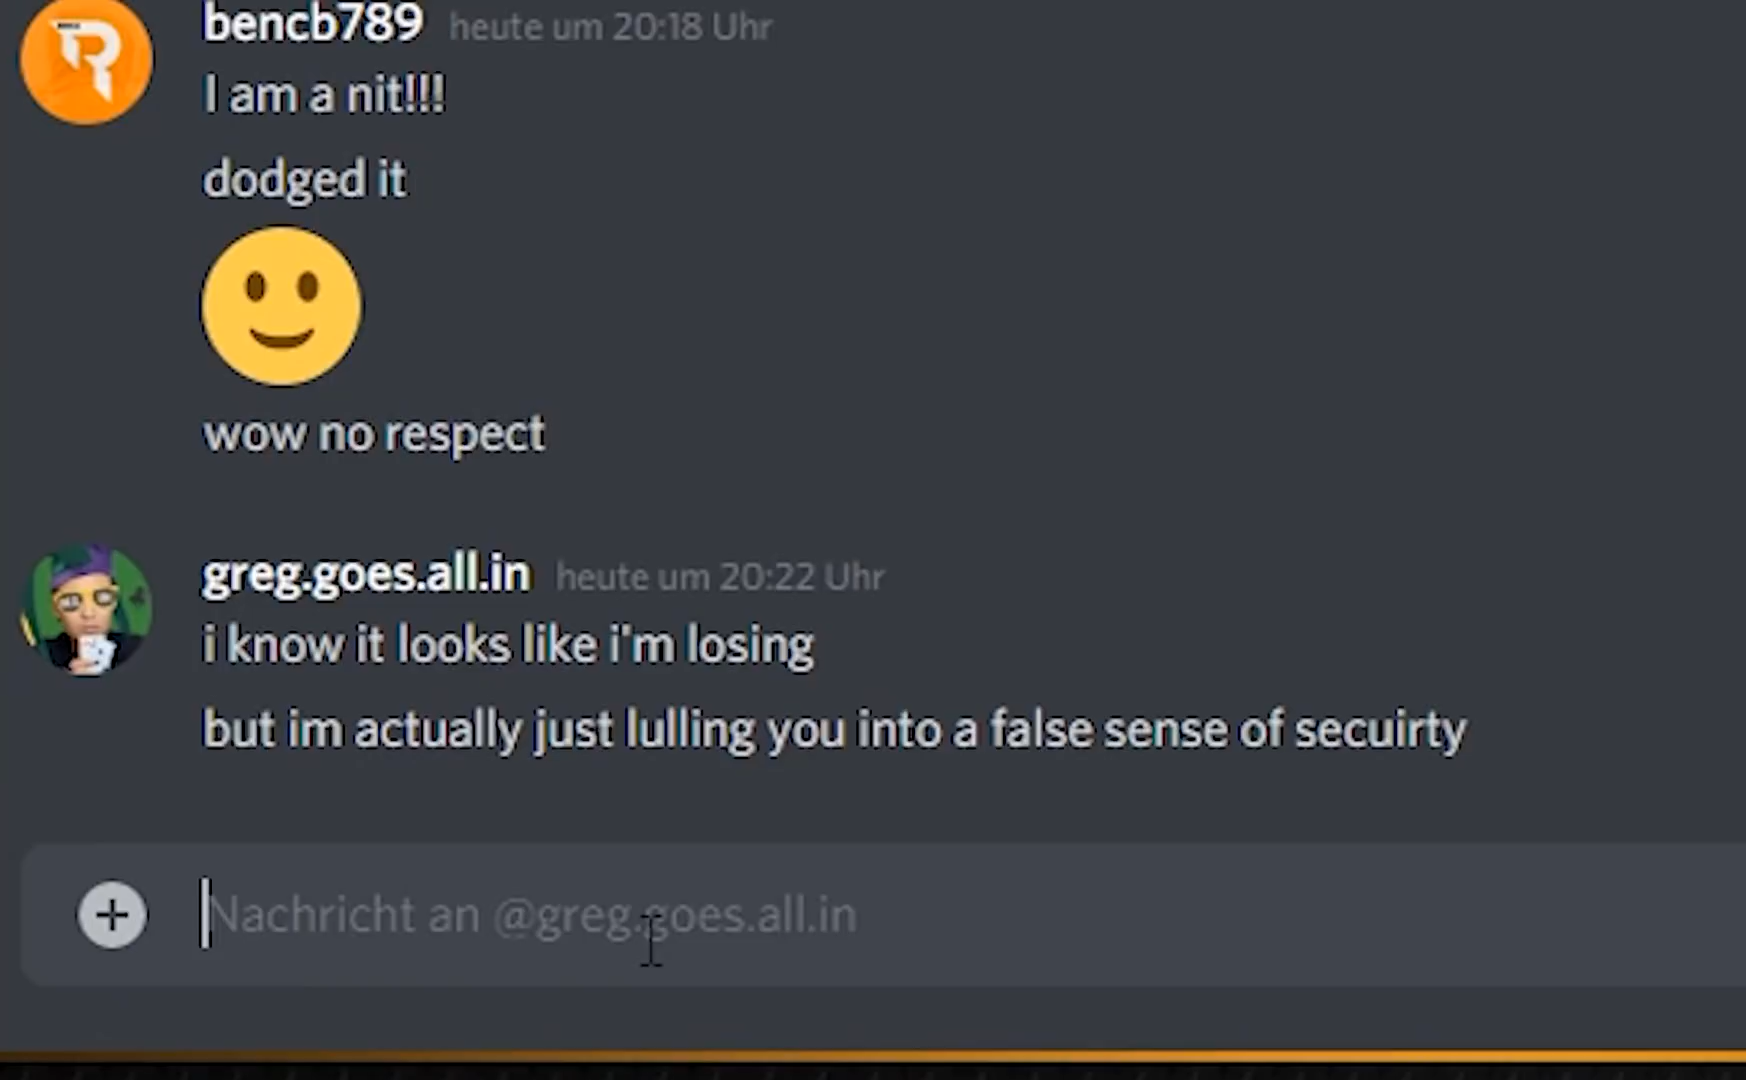 bencb789 heute um 20:18 Uhr
I am a nit!!!
dodged it
wow no respect
greg.goes.all.in heute um 20:22 Uhr
i know it looks like i'm losing
but im actually just lulling you into a false sense of secuirty
Nachricht an @greg.goes.all.in